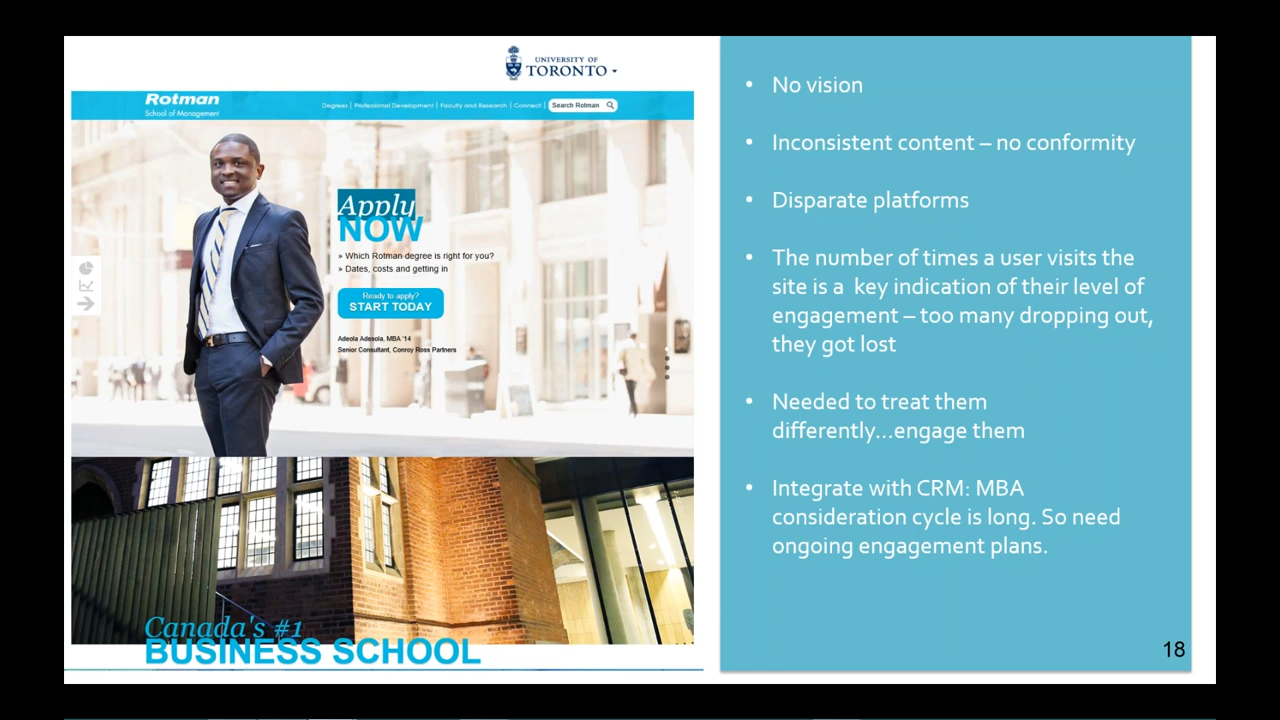 UNIVERSITY OF
TORONTO
Rotman
School of Management
Degrees | Professional Development | Faculty and Research | Connect |
Search Rotman
Apply
NOW
» Which Rotman degree is right for you?
» Dates, costs and getting in
Ready to apply?
START TODAY
Adeola Adesola, MBA '14
Senior Consultant, Conroy Ross Partners
Canada's #1
BUSINESS SCHOOL
• No vision
• Inconsistent content – no conformity
• Disparate platforms
• The number of times a user visits the
site is a key indication of their level of
engagement – too many dropping out,
they got lost
• Needed to treat them
differently...engage them
• Integrate with CRM: MBA
consideration cycle is long. So need
ongoing engagement plans.
18